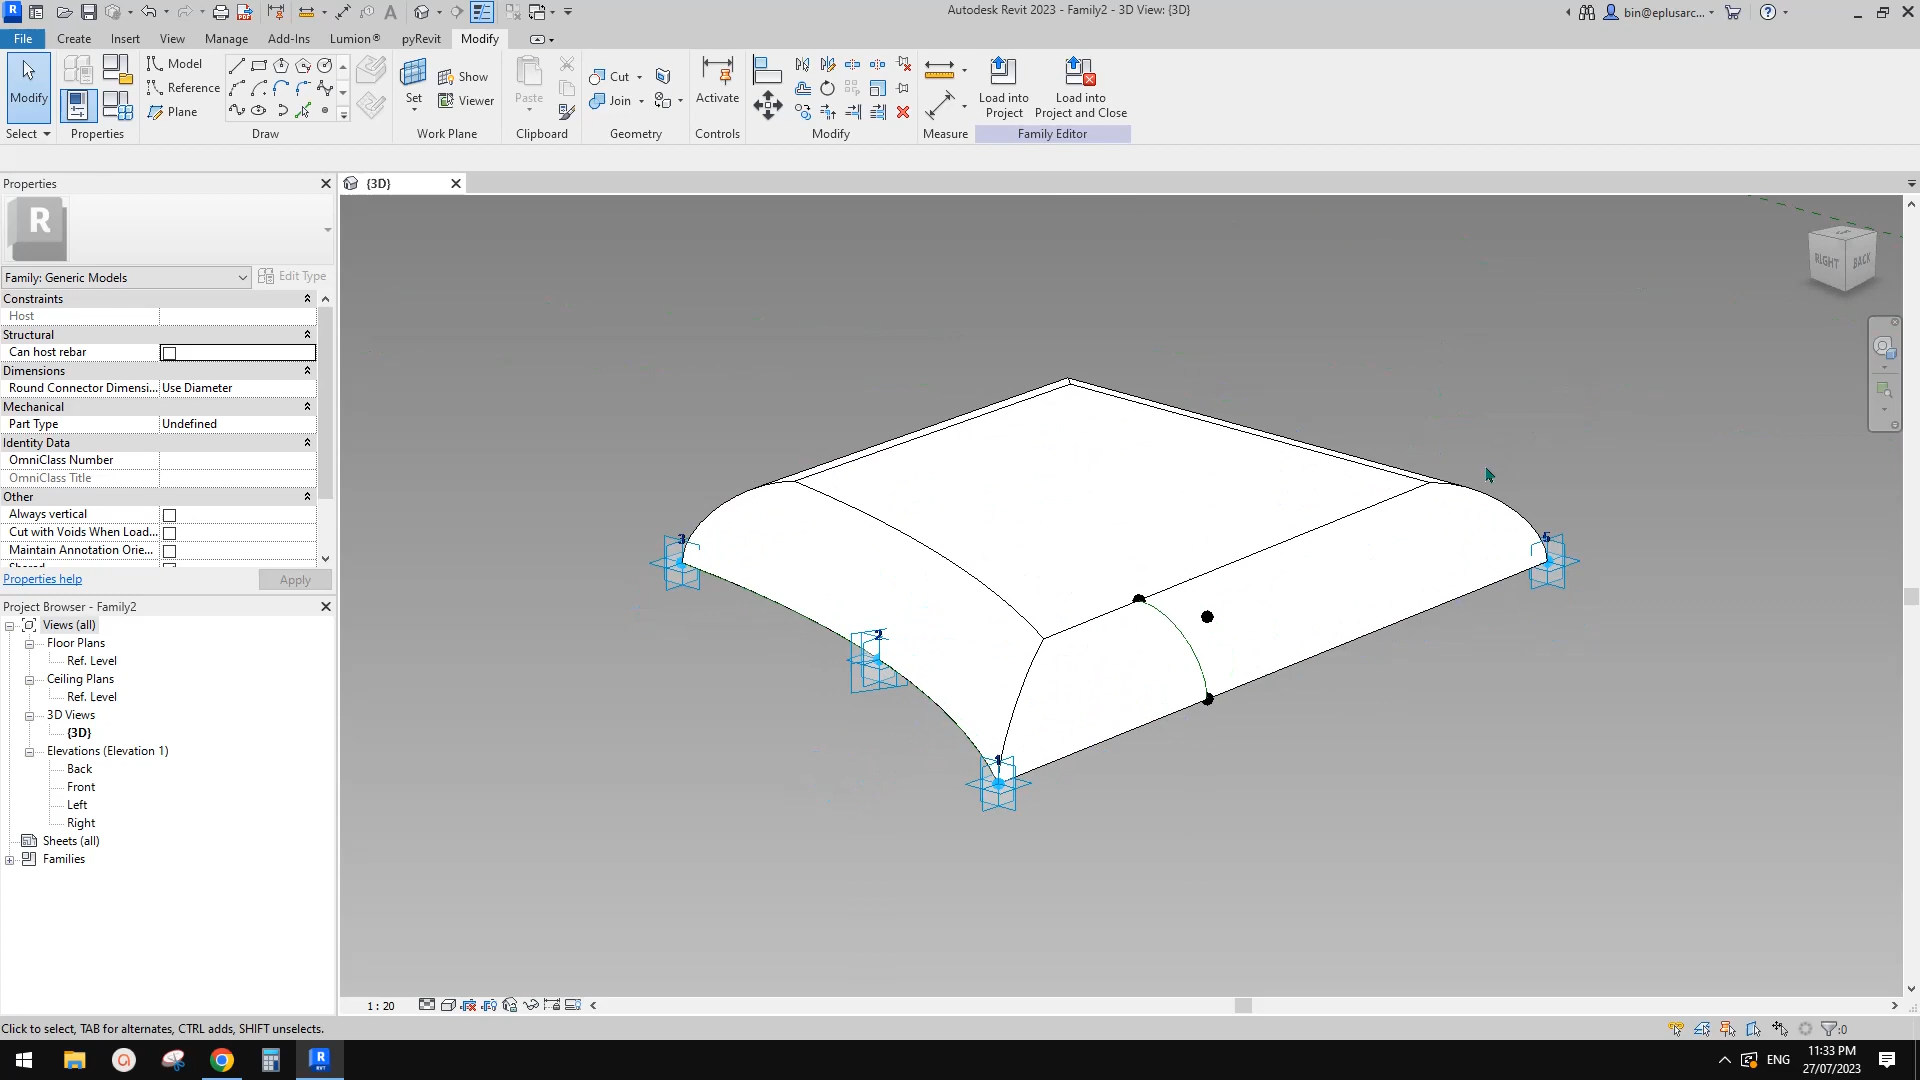 Autodesk Revit 2023 - Family2 - 3D View: {3D}
bin@eplusarc...
File
Create
Insert
View
Manage
Add-Ins
Lumion®
pyRevit
Modify
Modify
Select
Properties
Model
Reference
Plane
Draw
Set
Show
Viewer
Work Plane
Paste
Clipboard
Cut
Join
Geometry
Activate
Controls
Modify
Measure
Load into
Project
Load into
Project and Close
Family Editor
Properties
R
Family: Generic Models
Edit Type
Constraints
Host
Structural
Can host rebar
Dimensions
Round Connector Dimensi... Use Diameter
Mechanical
Part Type Undefined
Identity Data
OmniClass Number
OmniClass Title
Other
Always vertical
Cut with Voids When Load...
Maintain Annotation Orie...
Properties help
Apply
Project Browser - Family2
Views (all)
Floor Plans
Ref. Level
Ceiling Plans
Ref. Level
3D Views
{3D}
Elevations (Elevation 1)
Back
Front
Left
Right
Sheets (all)
Families
{3D}
RIGHT
BACK
3
5
2
1
1 : 20
Click to select, TAB for alternates, CTRL adds, SHIFT unselects.
:0
ENG
11:33 PM
27/07/2023